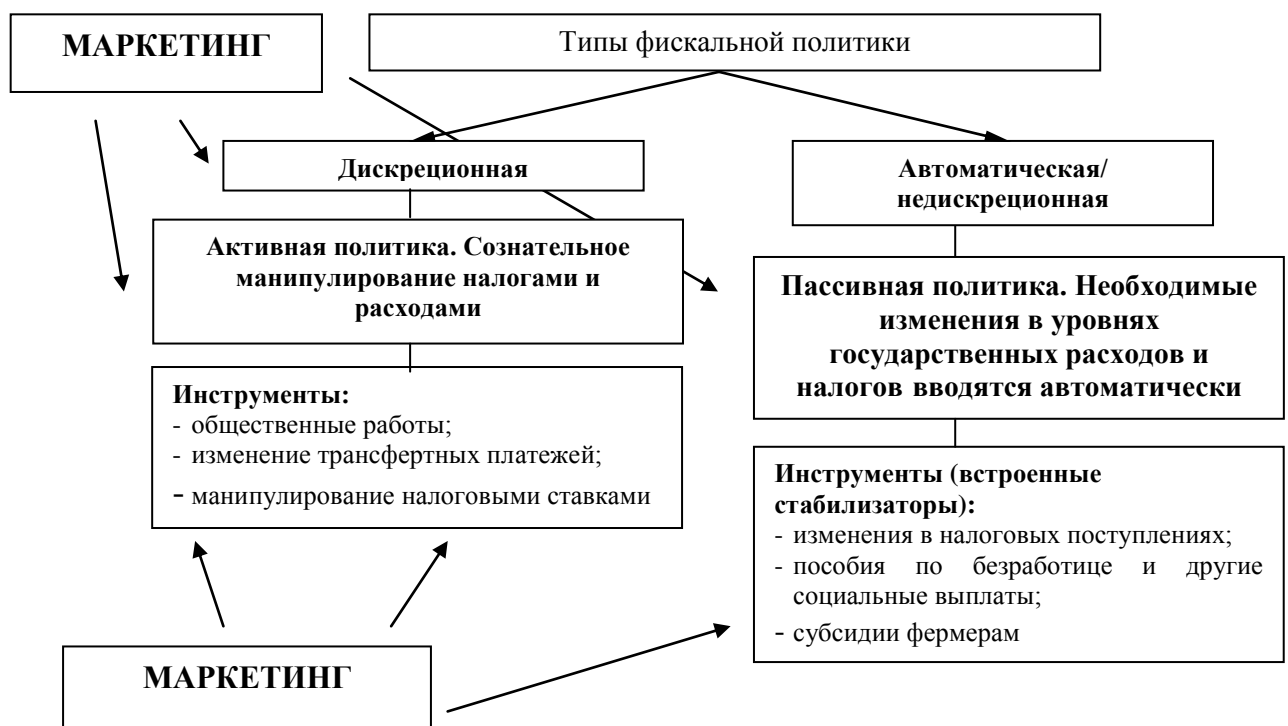 МАРКЕТИНГ
Типы фискальной политики
Дискреционная
Автоматическая/
недискреционная
Активная политика. Сознательное
манипулирование налогами и
расходами
Пассивная политика. Необходимые
изменения в уровнях
государственных расходов и
налогов вводятся автоматически
Инструменты:
- общественные работы;
- изменение трансфертных платежей;
- манипулирование налоговыми ставками
Инструменты (встроенные
стабилизаторы):
- изменения в налоговых поступлениях;
- пособия по безработице и другие
социальные выплаты;
- субсидии фермерам
МАРКЕТИНГ